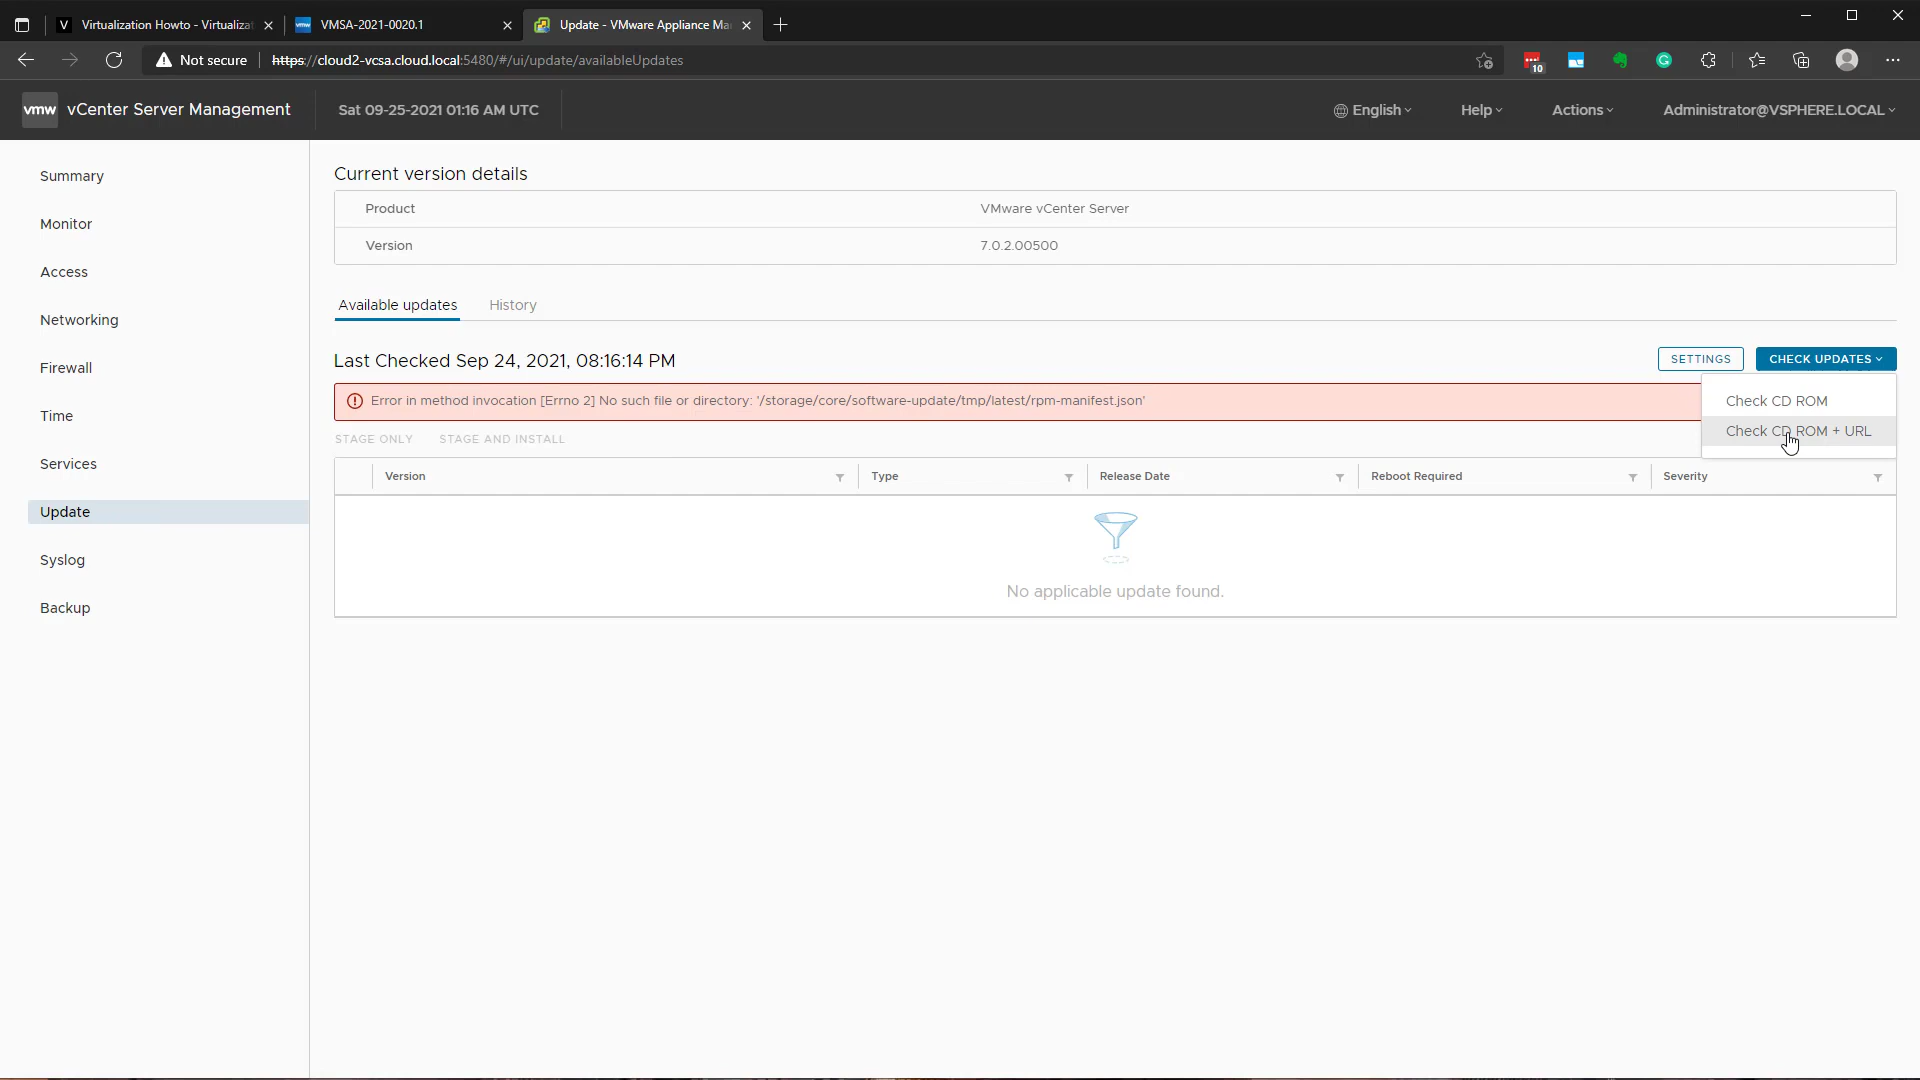 Virtualization Howto - Virtualiza
VMSA-2021-0020.1
Update - VMware Appliance Ma
Not secure
https://cloud2-vcsa.cloud.local:5480/#/ui/update/availableUpdates
10
vmw
vCenter Server Management
Sat 09-25-2021 01:16 AM UTC
English
Help
Actions
Administrator@VSPHERE.LOCAL
Summary
Monitor
Access
Networking
Firewall
Time
Services
Update
Syslog
Backup
Current version details
Product VMware vCenter Server
Version 7.0.2.00500
Available updates History
Last Checked Sep 24, 2021, 08:16:14 PM
SETTINGS
CHECK UPDATES
Check CD ROM
Check CD ROM + URL
Error in method invocation [Errno 2] No such file or directory: '/storage/core/software-update/tmp/latest/rpm-manifest.json'
STAGE ONLY STAGE AND INSTALL
Version Type Release Date Reboot Required Severity
No applicable update found.